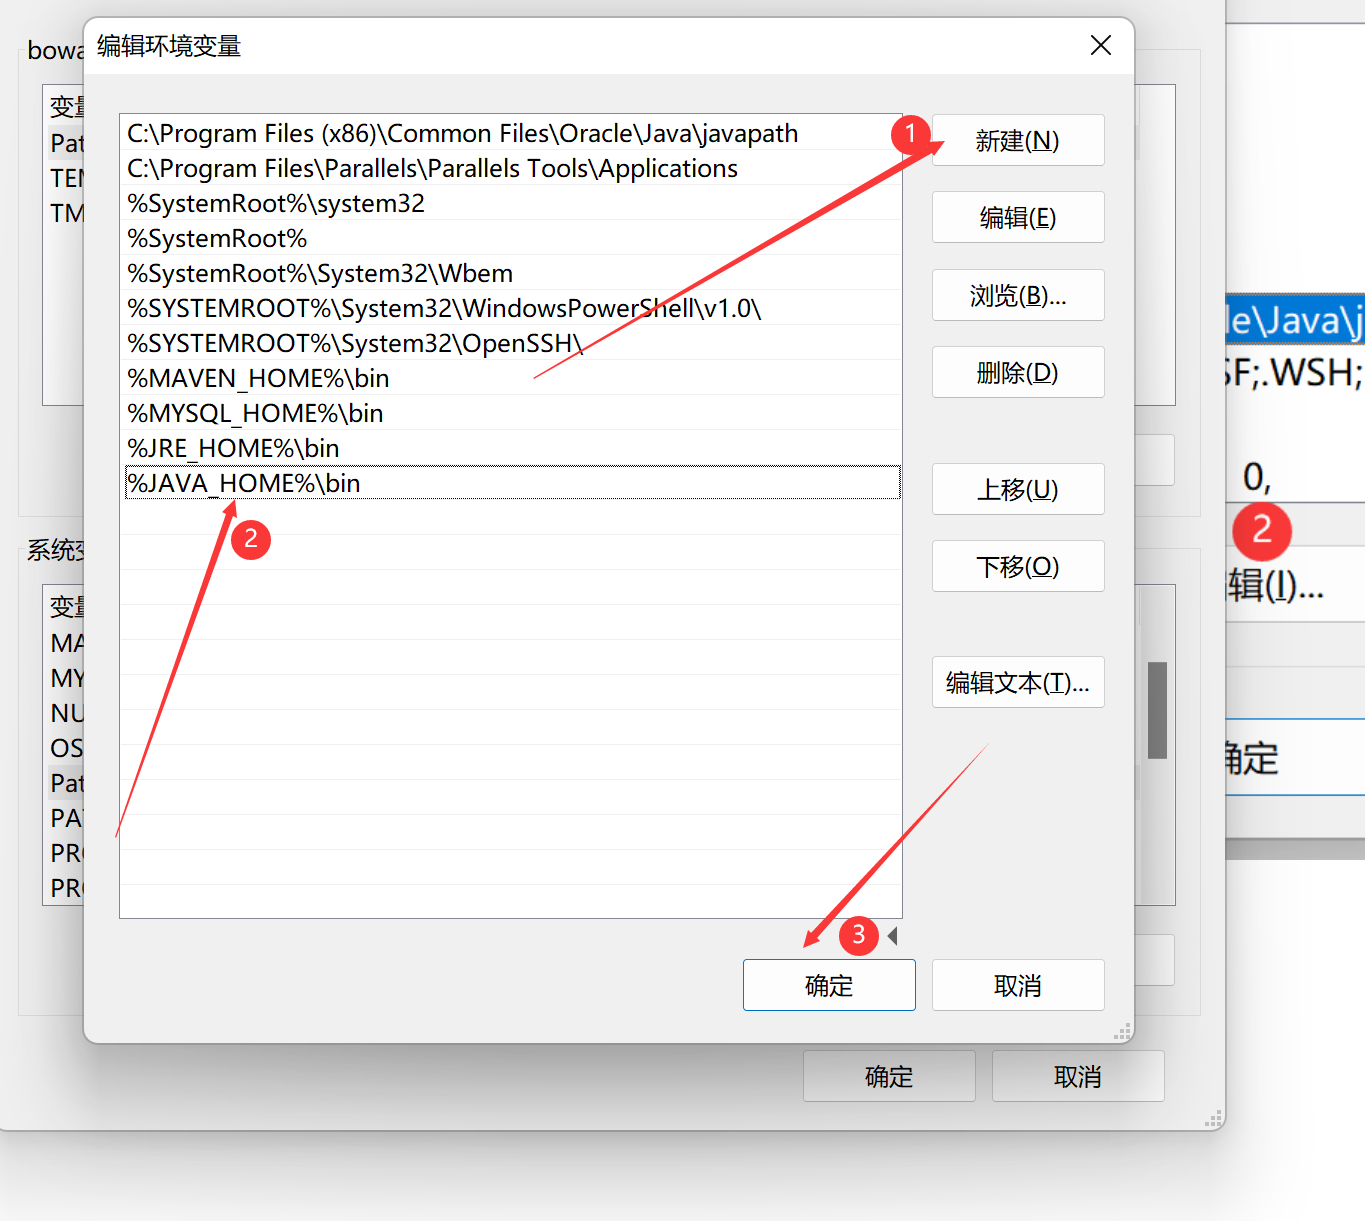 编辑环境变量
C:\Program Files (x86)\Common Files\Oracle\Java\javapath
C:\Program Files\Parallels\Parallels Tools\Applications
%SystemRoot%\system32
%SystemRoot%
%SystemRoot%\System32\Wbem
%SYSTEMROOT%\System32\WindowsPowerShell\v1.0\
%SYSTEMROOT%\System32\OpenSSH\
%MAVEN_HOME%\bin
%MYSQL_HOME%\bin
%JRE_HOME%\bin
%JAVA_HOME%\bin
1
2
3
新建(N)
编辑(E)
浏览(B)...
删除(D)
上移(U)
下移(O)
编辑文本(T)...
确定
取消
bowa
变量
Pat
TEM
TM
系统变
变量
MA
MY
NU
OS
Pat
PA
PR
PR
确定
取消
le\Java\j
SF;.WSH;
0,
2
辑(I)...
确定